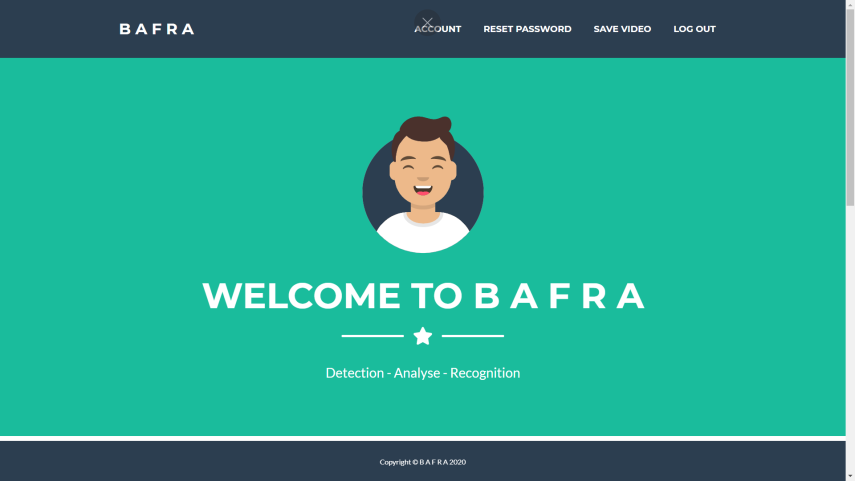 B A F R A
ACCOUNT RESET PASSWORD SAVE VIDEO LOG OUT
WELCOME TO B A F R A
Detection - Analyse - Recognition
Copyright © B A F R A 2020